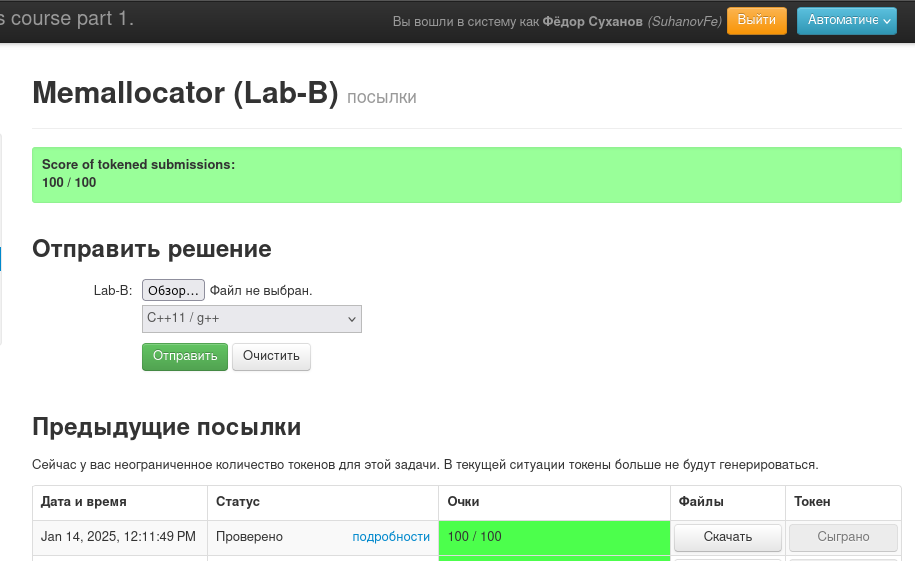 s course part 1.
Вы вошли в систему как Фёдор Суханов (SuhanovFe) Выйти Автоматиче
Memallocator (Lab-B) посылки
Score of tokened submissions:
100 / 100
Отправить решение
Lab-B: Обзор... Файл не выбран.
C++11 / g++
Отправить Очистить
Предыдущие посылки
Сейчас у вас неограниченное количество токенов для этой задачи. В текущей ситуации токены больше не будут генерироваться.
Дата и время Статус Очки Файлы Токен
Jan 14, 2025, 12:11:49 PM Проверено подробности 100 / 100 Скачать Сыграно